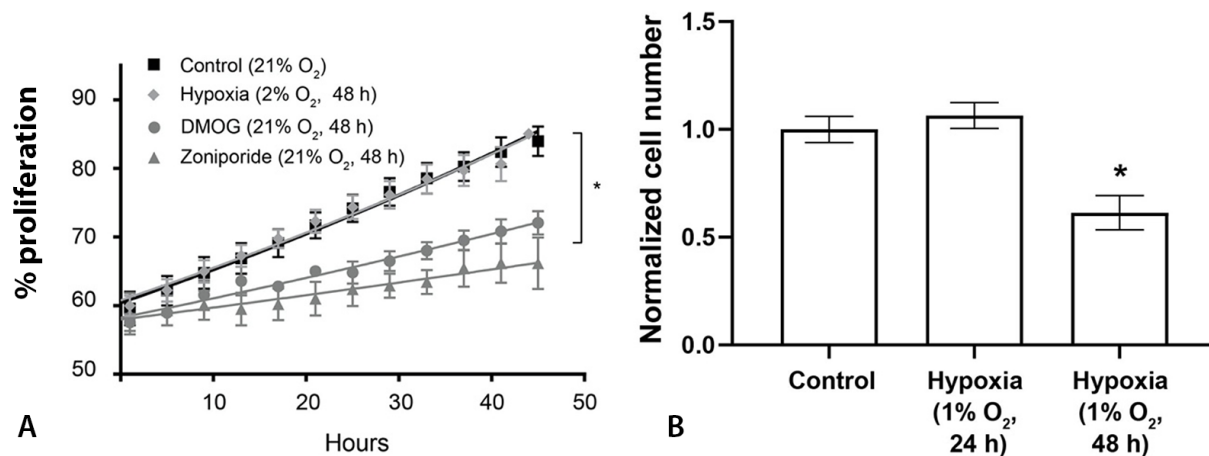 % proliferation
90
80
70
60
50
Control (21% O₂)
Hypoxia (2% O₂, 48 h)
DMOG (21% O₂, 48 h)
Zoniporide (21% O₂, 48 h)
*
10
20
30
40
50
Hours
A
Normalized cell number
1.5
1.0
0.5
0.0
*
Control
Hypoxia
(1% O₂,
24 h)
Hypoxia
(1% O₂,
48 h)
B